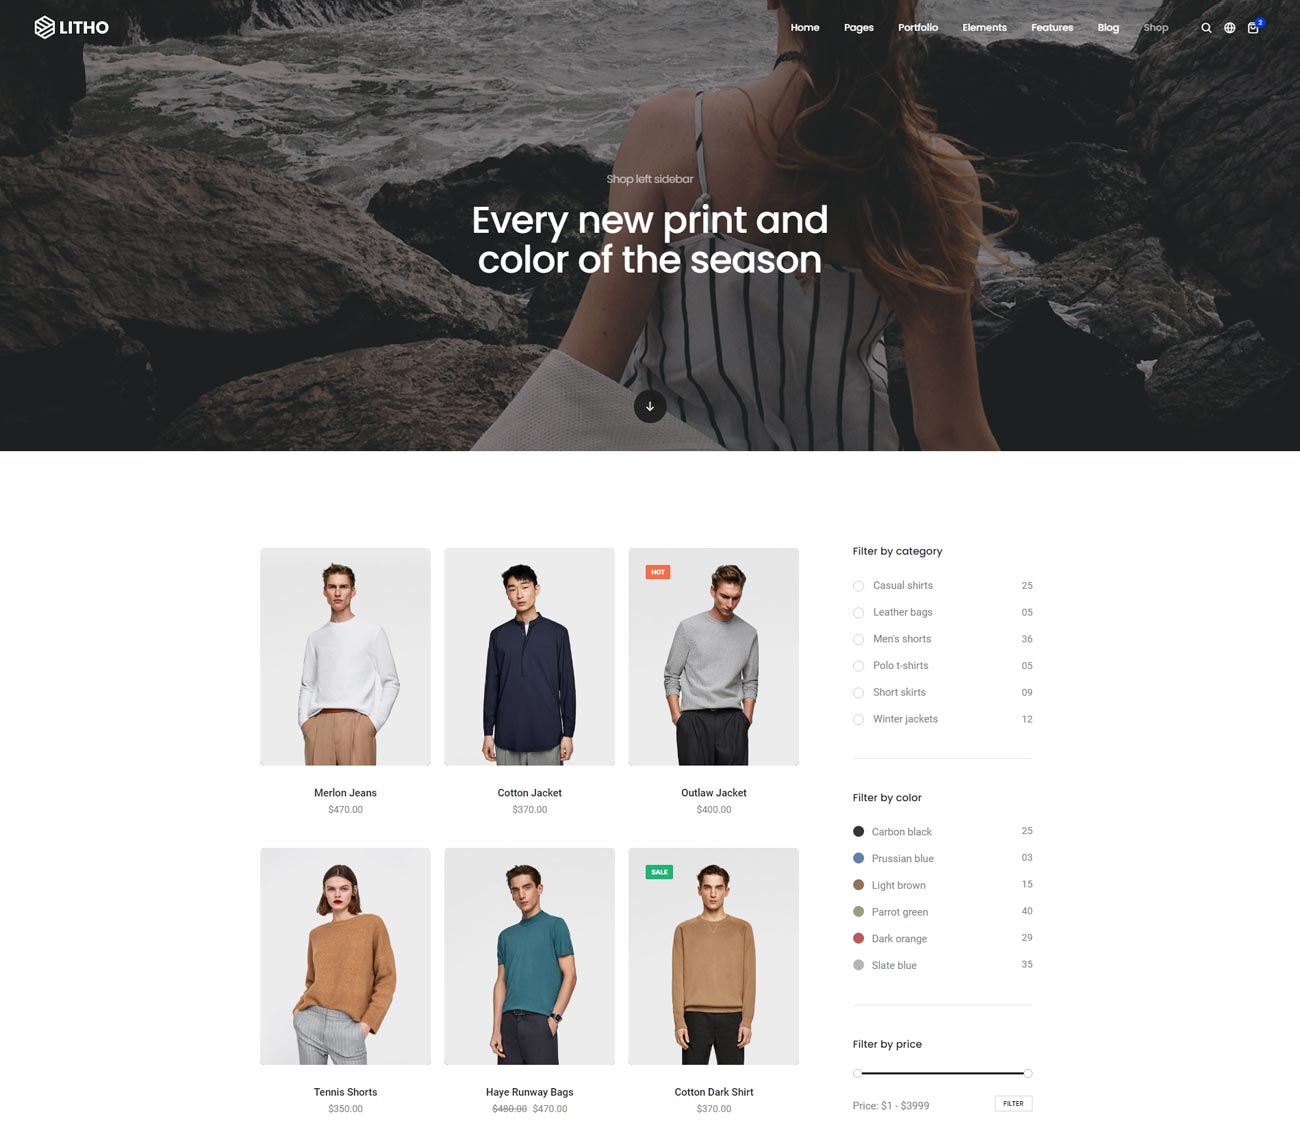 LITHO
Home Pages Portfolio Elements Features Blog Shop 2
Shop left sidebar
Every new print and
color of the season
HOT
Merlon Jeans
$470.00
Cotton Jacket
$370.00
Outlaw Jacket
$400.00
SALE
Tennis Shorts
$350.00
Haye Runway Bags
$480.00 $470.00
Cotton Dark Shirt
$370.00
Filter by category
Casual shirts 25
Leather bags 05
Men's shorts 36
Polo t-shirts 05
Short skirts 09
Winter jackets 12
Filter by color
Carbon black 25
Prussian blue 03
Light brown 15
Parrot green 40
Dark orange 29
Slate blue 35
Filter by price
Price: $1 - $3999 FILTER